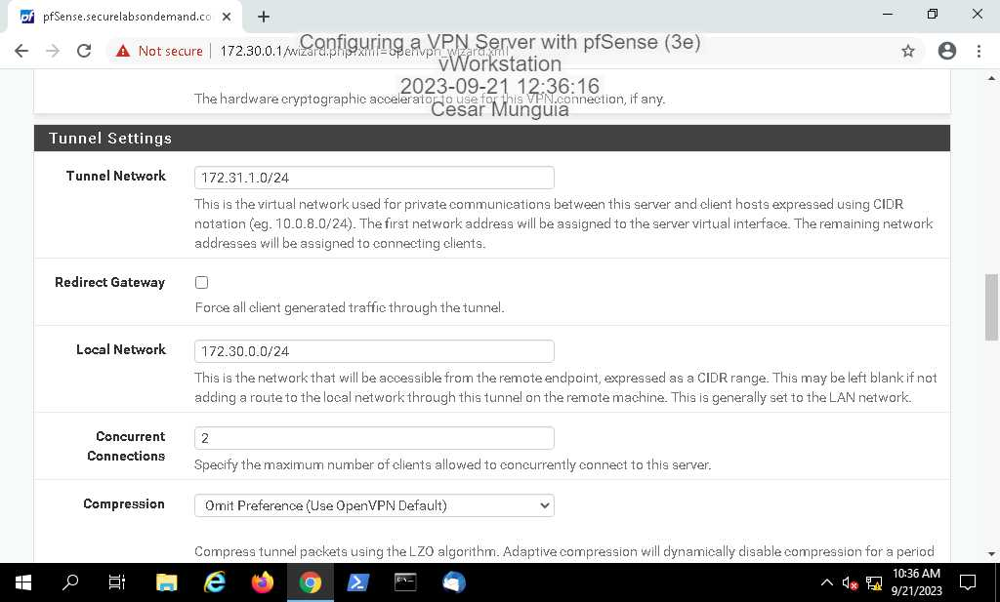 pfSense.securelabsondemand.co
Not secure
172.30.0.1/wizard.php?xml=openvpn_wizard.xml
Configuring a VPN Server with pfSense (3e)
vWorkstation
2023-09-21 12:36:16
Cesar Munguia
The hardware cryptographic accelerator to use for this VPN connection, if any.
Tunnel Settings
Tunnel Network
172.31.1.0/24
This is the virtual network used for private communications between this server and client hosts expressed using CIDR
notation (eg. 10.0.8.0/24). The first network address will be assigned to the server virtual interface. The remaining network
addresses will be assigned to connecting clients.
Redirect Gateway
Force all client generated traffic through the tunnel.
Local Network
172.30.0.0/24
This is the network that will be accessible from the remote endpoint, expressed as a CIDR range. This may be left blank if not
adding a route to the local network through this tunnel on the remote machine. This is generally set to the LAN network.
Concurrent
Connections
2
Specify the maximum number of clients allowed to concurrently connect to this server.
Compression
Omit Preference (Use OpenVPN Default)
Compress tunnel packets using the LZO algorithm. Adaptive compression will dynamically disable compression for a period
10:36 AM
9/21/2023